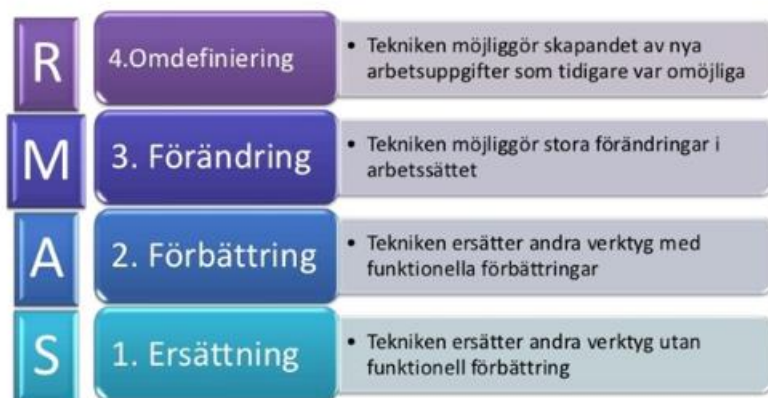 R
4.Omdefiniering
• Tekniken möjliggör skapandet av nya
arbetsuppgifter som tidigare var omöjliga
M
3. Förändring
• Tekniken möjliggör stora förändringar i
arbetssättet
A
2. Förbättring
• Tekniken ersätter andra verktyg med
funktionella förbättringar
S
1. Ersättning
• Tekniken ersätter andra verktyg utan
funktionell förbättring